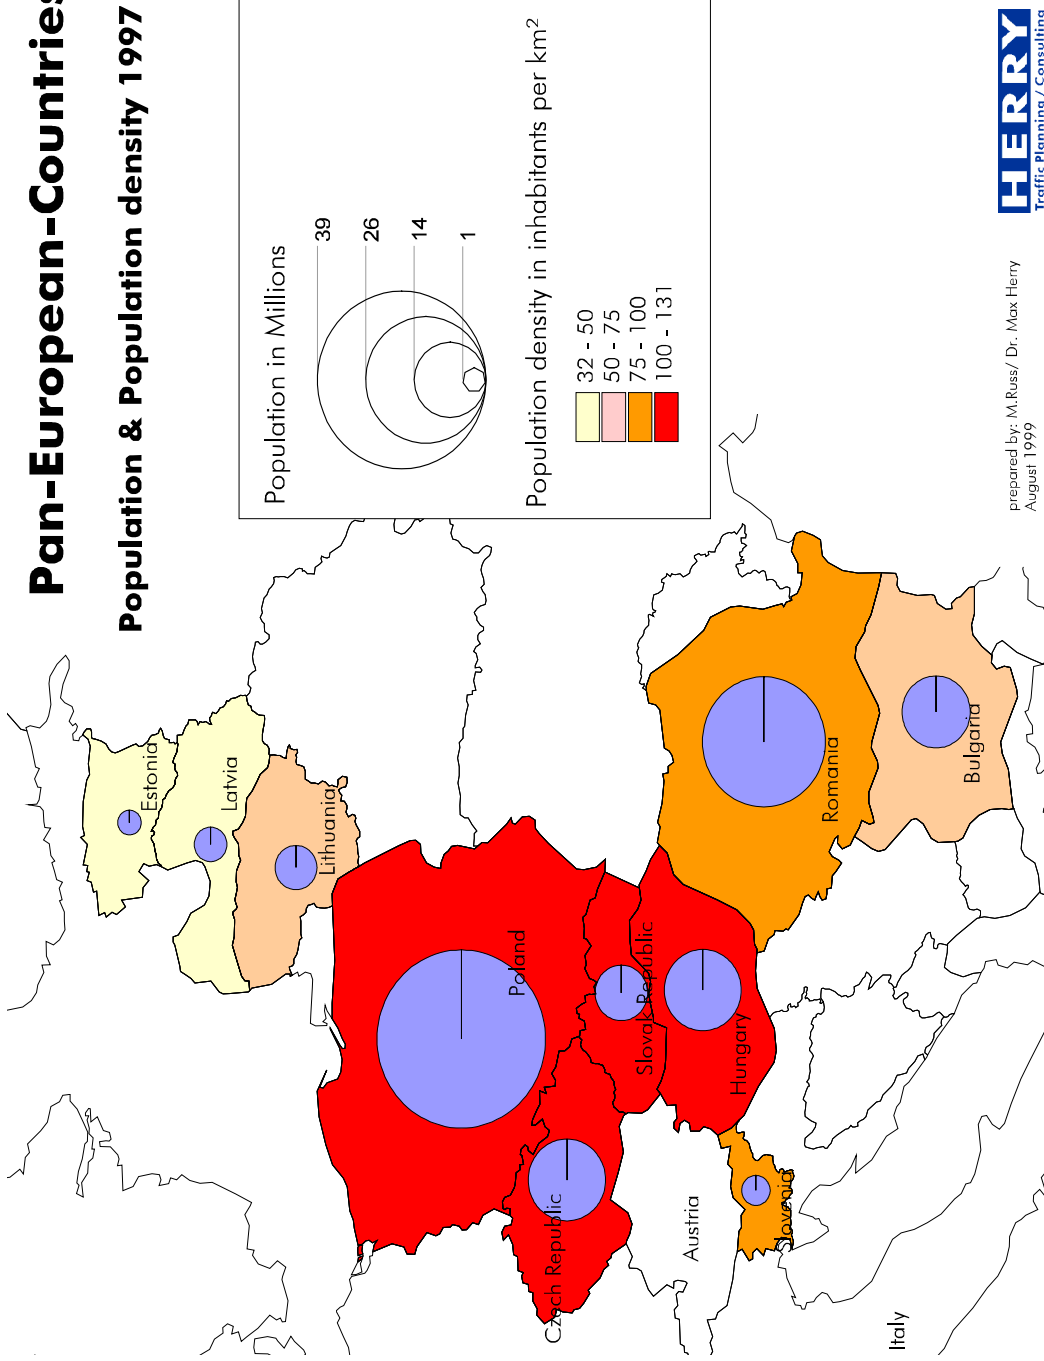 Pan-European-Countries
Population & Population density 1997
Population in Millions
39
26
14
1
Population density in inhabitants per km²
32 - 50
50 - 75
75 - 100
100 - 131
Estonia
Latvia
Lithuania
Poland
Slovak Republic
Czech Republic
Hungary
Romania
Bulgaria
Slovenia
Austria
Italy
prepared by: M.Russ/ Dr. Max Herry
August 1999
HERRY
Traffic Planning / Consulting